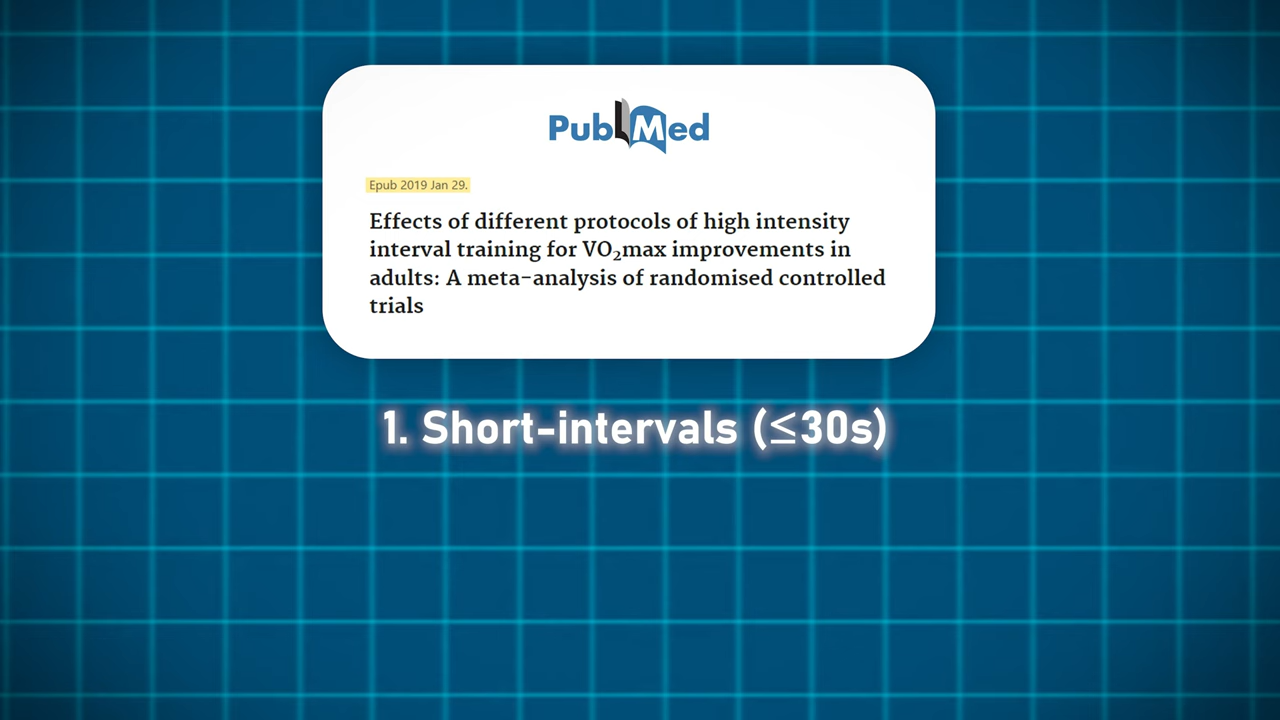 PubMed
Epub 2019 Jan 29.
Effects of different protocols of high intensity
interval training for VO₂max improvements in
adults: A meta-analysis of randomised controlled
trials
1. Short-intervals (≤30s)